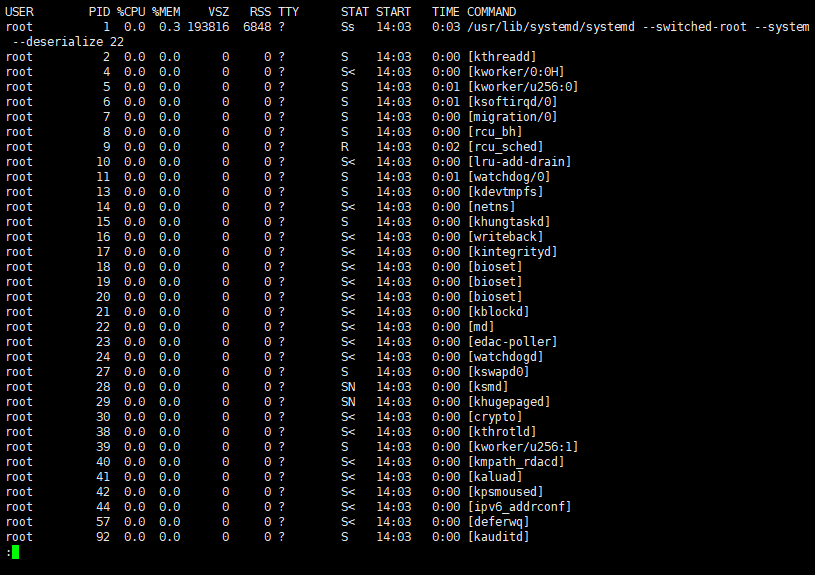 USER       PID %CPU %MEM    VSZ   RSS TTY      STAT START   TIME COMMAND
root         1  0.0  0.3 193816  6848 ?        Ss   14:03   0:03 /usr/lib/systemd/systemd --switched-root --system
 --deserialize 22
root         2  0.0  0.0      0     0 ?        S    14:03   0:00 [kthreadd]
root         4  0.0  0.0      0     0 ?        S<   14:03   0:00 [kworker/0:0H]
root         5  0.0  0.0      0     0 ?        S    14:03   0:01 [kworker/u256:0]
root         6  0.0  0.0      0     0 ?        S    14:03   0:01 [ksoftirqd/0]
root         7  0.0  0.0      0     0 ?        S    14:03   0:00 [migration/0]
root         8  0.0  0.0      0     0 ?        S    14:03   0:00 [rcu_bh]
root         9  0.0  0.0      0     0 ?        R    14:03   0:02 [rcu_sched]
root        10  0.0  0.0      0     0 ?        S<   14:03   0:00 [lru-add-drain]
root        11  0.0  0.0      0     0 ?        S    14:03   0:01 [watchdog/0]
root        13  0.0  0.0      0     0 ?        S    14:03   0:00 [kdevtmpfs]
root        14  0.0  0.0      0     0 ?        S<   14:03   0:00 [netns]
root        15  0.0  0.0      0     0 ?        S    14:03   0:00 [khungtaskd]
root        16  0.0  0.0      0     0 ?        S<   14:03   0:00 [writeback]
root        17  0.0  0.0      0     0 ?        S<   14:03   0:00 [kintegrityd]
root        18  0.0  0.0      0     0 ?        S<   14:03   0:00 [bioset]
root        19  0.0  0.0      0     0 ?        S<   14:03   0:00 [bioset]
root        20  0.0  0.0      0     0 ?        S<   14:03   0:00 [bioset]
root        21  0.0  0.0      0     0 ?        S<   14:03   0:00 [kblockd]
root        22  0.0  0.0      0     0 ?        S<   14:03   0:00 [md]
root        23  0.0  0.0      0     0 ?        S<   14:03   0:00 [edac-poller]
root        24  0.0  0.0      0     0 ?        S<   14:03   0:00 [watchdogd]
root        27  0.0  0.0      0     0 ?        S    14:03   0:00 [kswapd0]
root        28  0.0  0.0      0     0 ?        SN   14:03   0:00 [ksmd]
root        29  0.0  0.0      0     0 ?        SN   14:03   0:00 [khugepaged]
root        30  0.0  0.0      0     0 ?        S<   14:03   0:00 [crypto]
root        38  0.0  0.0      0     0 ?        S<   14:03   0:00 [kthrotld]
root        39  0.0  0.0      0     0 ?        S    14:03   0:00 [kworker/u256:1]
root        40  0.0  0.0      0     0 ?        S<   14:03   0:00 [kmpath_rdacd]
root        41  0.0  0.0      0     0 ?        S<   14:03   0:00 [kaluad]
root        42  0.0  0.0      0     0 ?        S<   14:03   0:00 [kpsmoused]
root        44  0.0  0.0      0     0 ?        S<   14:03   0:00 [ipv6_addrconf]
root        57  0.0  0.0      0     0 ?        S<   14:03   0:00 [deferwq]
root        92  0.0  0.0      0     0 ?        S    14:03   0:00 [kauditd]
: